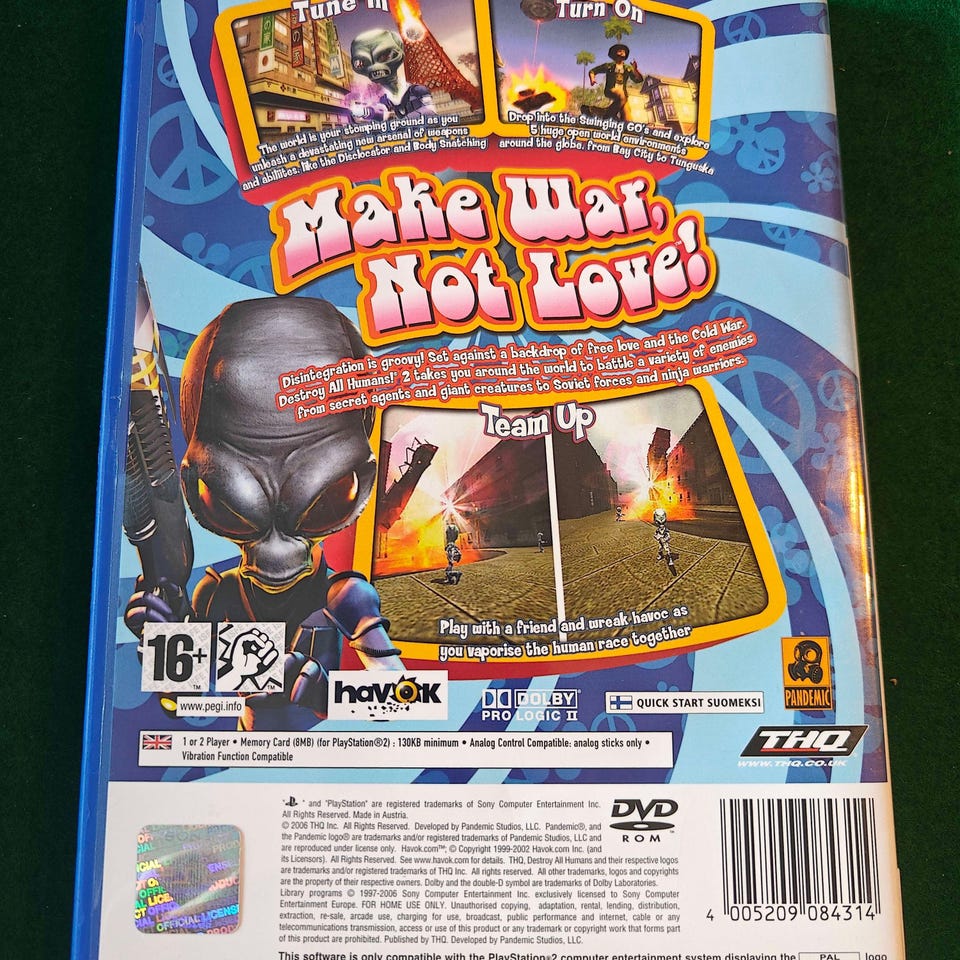 Tune In
Turn On
The world is your stomping ground as you
unleash a devastating new arsenal of weapons
and abilities: like the Dislocator and Body Snatching
Drop into the Swinging 60's and explore
5 huge open world environments
around the globe, from Bay City to Tunguska
Make War,
Not Love!™
Disintegration is groovy! Set against a backdrop of free love and the Cold War.
Destroy All Humans!™ 2 takes you around the world to battle a variety of enemies
from secret agents and giant creatures to Soviet forces and ninja warriors.
Team Up
Play with a friend and wreak havoc as
you vaporise the human race together
16+
TM
TM
www.pegi.info
havok
DOLBY
PRO LOGIC II
QUICK START SUOMEKSI
PANDEMIC
THQ
WWW.THQ.CO.UK
1 or 2 Player • Memory Card (8MB) (for PlayStation®2) : 130KB minimum • Analog Control Compatible: analog sticks only •
Vibration Function Compatible
" " and "PlayStation" are registered trademarks of Sony Computer Entertainment Inc.
All Rights Reserved. Made in Austria.
© 2006 THQ Inc. All Rights Reserved. Developed by Pandemic Studios, LLC. Pandemic®, and
the Pandemic logo® are trademarks and/or registered trademarks of Pandemic Studios, LLC and
are reproduced under license only. Havok.com™; © Copyright 1999-2002 Havok.com Inc. (and
its Licensors). All Rights Reserved. See www.havok.com for details. THQ, Destroy All Humans and their respective logos
are trademarks and/or registered trademarks of THQ Inc. All rights reserved. All other trademarks, logos and copyrights
are the property of their respective owners. Dolby and the double-D symbol are trademarks of Dolby Laboratories.
Library programs © 1997-2006 Sony Computer Entertainment Inc. exclusively licensed to Sony Computer
Entertainment Europe. FOR HOME USE ONLY. Unauthorised copying, adaptation, rental, lending, distribution,
extraction, re-sale, arcade use, charging for use, broadcast, public performance and internet, cable or any
telecommunications transmission, access or use of this product or any trademark or copyright work that forms part
of this product are prohibited. Published by THQ. Developed by Pandemic Studios, LLC.
DVD
ROM
4 005209 084314
OFFICIAL LICENS
This software is only compatible with the PlayStation®2 computer entertainment system displaying the PAL logo